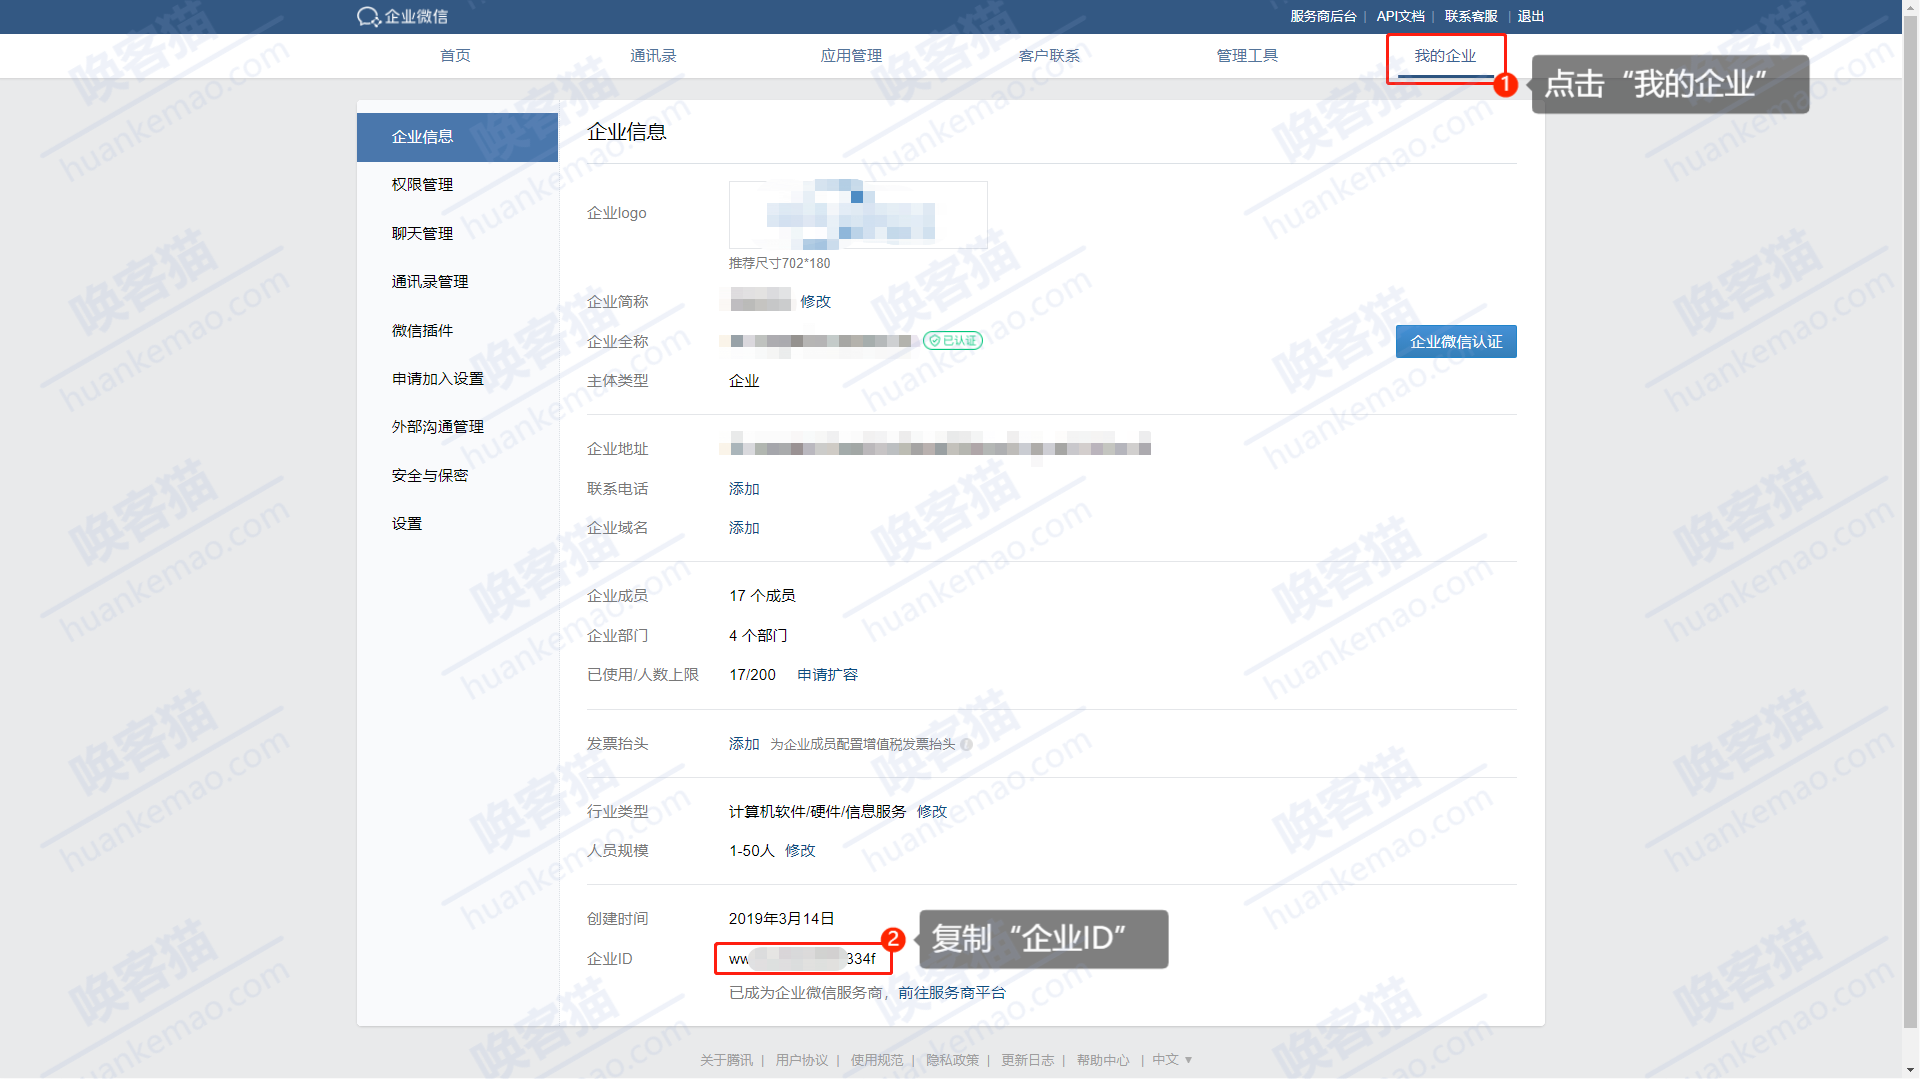 企业微信
服务商后台 | API文档 | 联系客服 | 退出
首页 通讯录 应用管理 客户联系 管理工具 我的企业
1 点击“我的企业”
企业信息
权限管理
聊天管理
通讯录管理
微信插件
申请加入设置
外部沟通管理
安全与保密
设置
企业信息
企业logo
推荐尺寸702*180
企业简称 修改
企业全称 已认证 企业微信认证
主体类型 企业
企业地址
联系电话 添加
企业域名 添加
企业成员 17 个成员
企业部门 4 个部门
已使用/人数上限 17/200 申请扩容
发票抬头 添加 为企业成员配置增值税发票抬头
行业类型 计算机软件/硬件/信息服务 修改
人员规模 1-50人 修改
创建时间 2019年3月14日
2 复制“企业ID”
企业ID ww 334f
已成为企业微信服务商，前往服务商平台
关于腾讯 | 用户协议 | 使用规范 | 隐私政策 | 更新日志 | 帮助中心 | 中文
唤客猫
huankemao.com